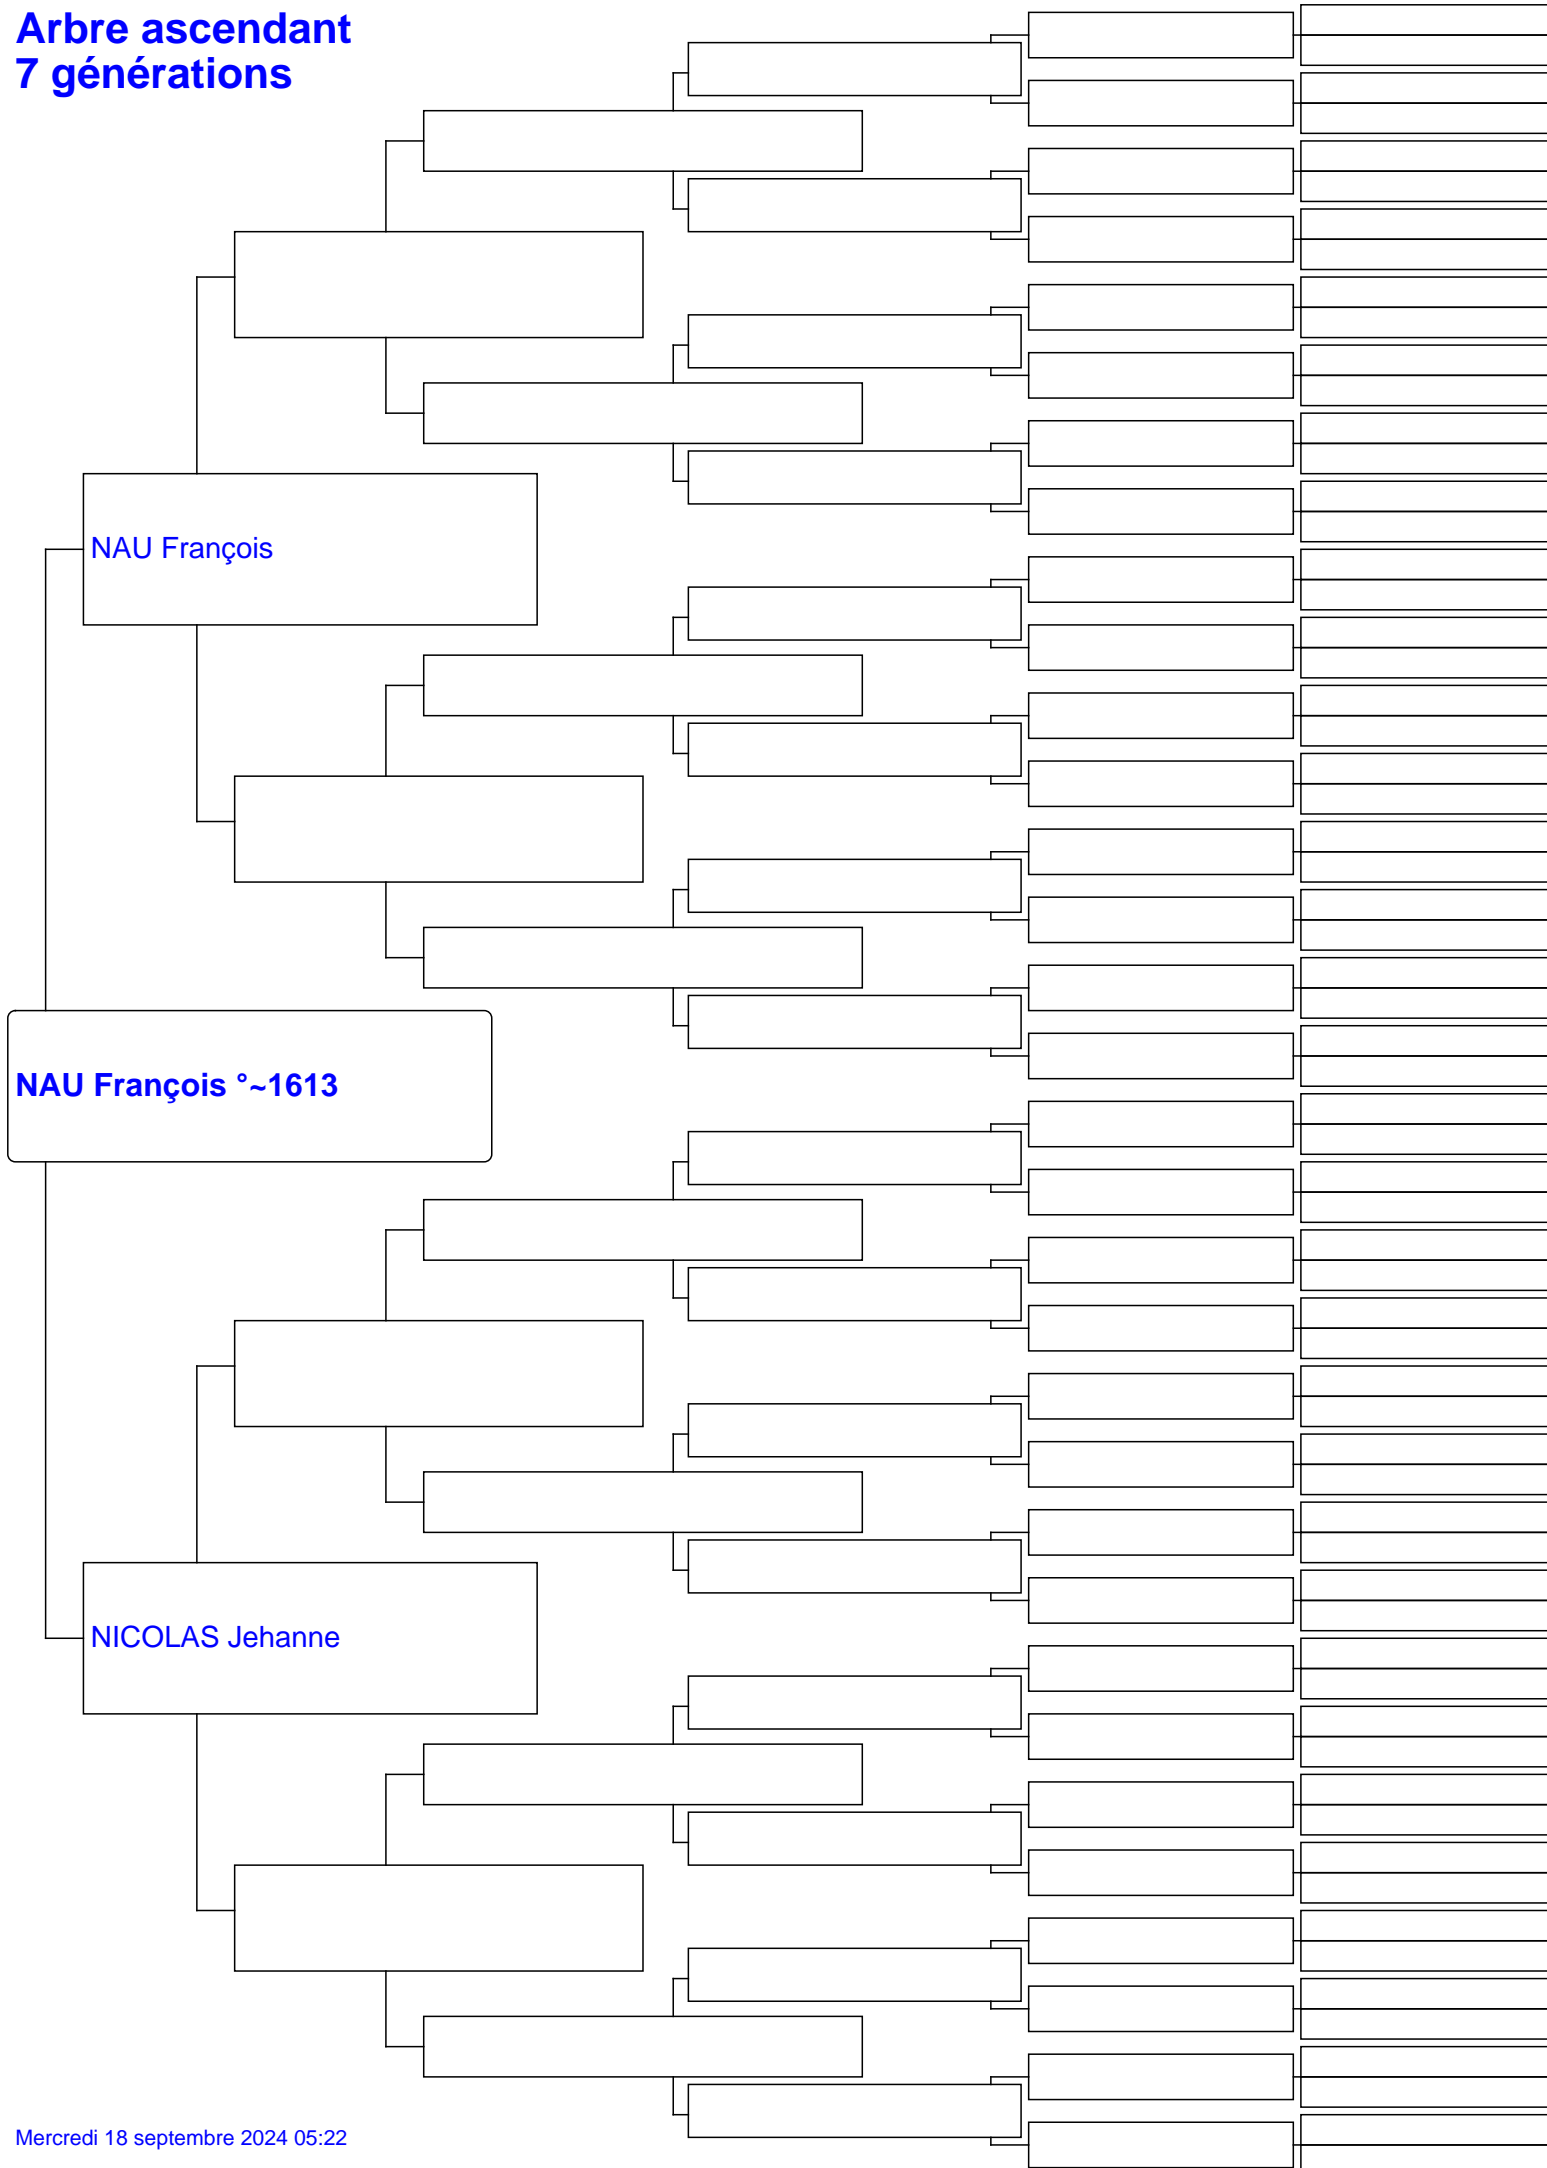 Arbre ascendant
7 générations
NAU François
NAU François °~1613
NICOLAS Jehanne
Mercredi 18 septembre 2024 05:22